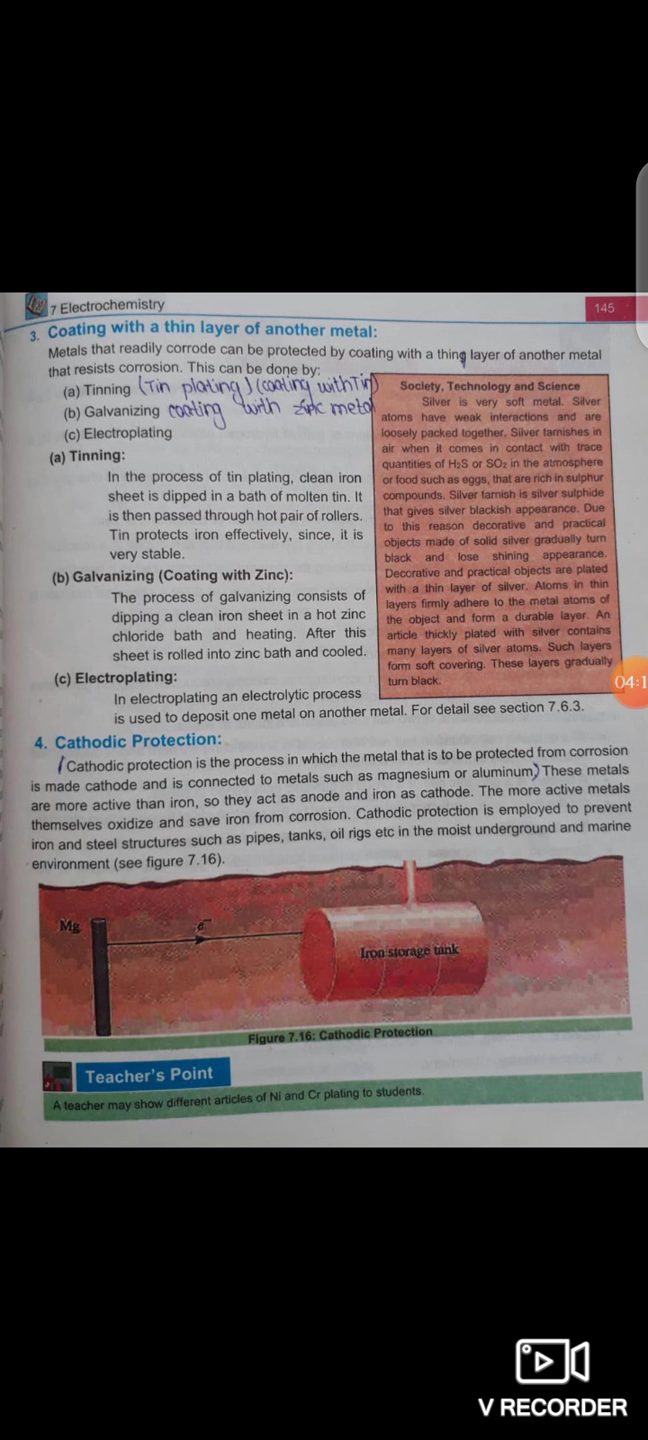 7 Electrochemistry
145
3. Coating with a thin layer of another metal:
Metals that readily corrode can be protected by coating with a thing layer of another metal
that resists corrosion. This can be done by:
(a) Tinning (Tin plating) (coating with Tin)
(b) Galvanizing coating with zinc metal
(c) Electroplating
(a) Tinning:
In the process of tin plating, clean iron
sheet is dipped in a bath of molten tin. It
is then passed through hot pair of rollers.
Tin protects iron effectively, since, it is
very stable.
(b) Galvanizing (Coating with Zinc):
The process of galvanizing consists of
dipping a clean iron sheet in a hot zinc
chloride bath and heating. After this
sheet is rolled into zinc bath and cooled.
(c) Electroplating:
In electroplating an electrolytic process
is used to deposit one metal on another metal. For detail see section 7.6.3.
Society, Technology and Science
Silver is very soft metal. Silver
atoms have weak interactions and are
loosely packed together. Silver tarnishes in
air when it comes in contact with trace
quantities of H₂S or SO₂ in the atmosphere
or food such as eggs, that are rich in sulphur
compounds. Silver tarnish is silver sulphide
that gives silver blackish appearance. Due
to this reason decorative and practical
objects made of solid silver gradually turn
black and lose shining appearance.
Decorative and practical objects are plated
with a thin layer of silver. Atoms in thin
layers firmly adhere to the metal atoms of
the object and form a durable layer. An
article thickly plated with silver contains
many layers of silver atoms. Such layers
form soft covering. These layers gradually
turn black.
04:1
4. Cathodic Protection:
(Cathodic protection is the process in which the metal that is to be protected from corrosion
is made cathode and is connected to metals such as magnesium or aluminum) These metals
are more active than iron, so they act as anode and iron as cathode. The more active metals
themselves oxidize and save iron from corrosion. Cathodic protection is employed to prevent
iron and steel structures such as pipes, tanks, oil rigs etc in the moist underground and marine
environment (see figure 7.16).
Mg
e⁻
Iron storage tank
Figure 7.16: Cathodic Protection
Teacher's Point
A teacher may show different articles of Ni and Cr plating to students.
V RECORDER